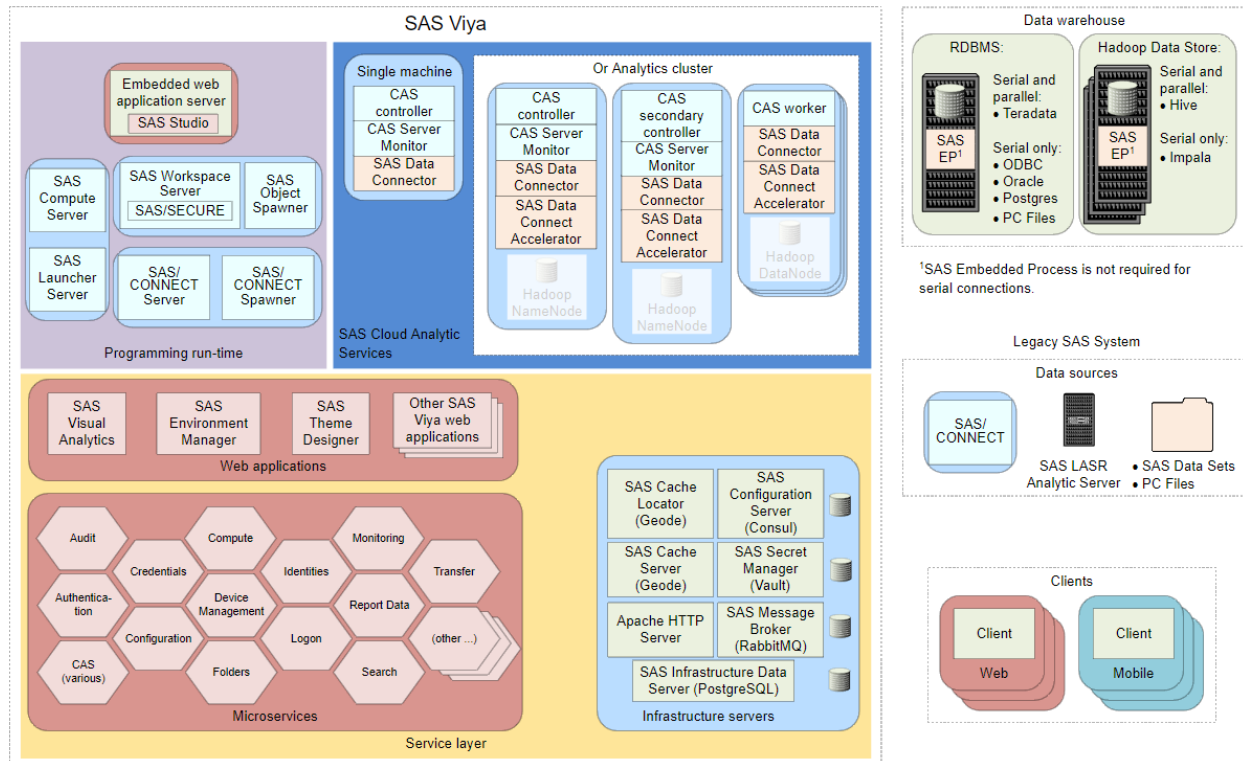 SAS Viya
Embedded web
application server
SAS Studio
SAS
Compute
Server
SAS Workspace
Server
SAS/SECURE
SAS
Object
Spawner
SAS
Launcher
Server
SAS/
CONNECT
Server
SAS/
CONNECT
Spawner
Programming run-time
Single machine
CAS
controller
CAS Server
Monitor
SAS Data
Connector
Or Analytics cluster
CAS
controller
CAS Server
Monitor
SAS Data
Connector
SAS Data
Connect
Accelerator
Hadoop
NameNode
CAS
secondary
controller
CAS Server
Monitor
SAS Data
Connector
SAS Data
Connect
Accelerator
Hadoop
NameNode
CAS worker
SAS Data
Connector
SAS Data
Connect
Accelerator
Hadoop
DataNode
SAS Cloud Analytic
Services
SAS
Visual
Analytics
SAS
Environment
Manager
SAS
Theme
Designer
Other SAS
Viya web
applications
Web applications
Audit
Compute
Monitoring
Credentials
Identities
Transfer
Authentica-
tion
Device
Management
Report Data
Configuration
Logon
(other ...)
CAS
(various)
Folders
Search
Microservices
SAS Cache
Locator
(Geode)
SAS
Configuration
Server
(Consul)
SAS Cache
Server
(Geode)
SAS Secret
Manager
(Vault)
Apache HTTP
Server
SAS Message
Broker
(RabbitMQ)
SAS Infrastructure Data
Server (PostgreSQL)
Infrastructure servers
Service layer
Data warehouse
RDBMS:
SAS
EP1
Serial and
parallel:
• Teradata
Serial only:
• ODBC
• Oracle
• Postgres
• PC Files
Hadoop Data Store:
SAS
EP1
Serial and
parallel:
• Hive
Serial only:
• Impala
1SAS Embedded Process is not required for
serial connections.
Legacy SAS System
Data sources
SAS/
CONNECT
SAS LASR
Analytic Server
• SAS Data Sets
• PC Files
Clients
Client
Web
Client
Mobile